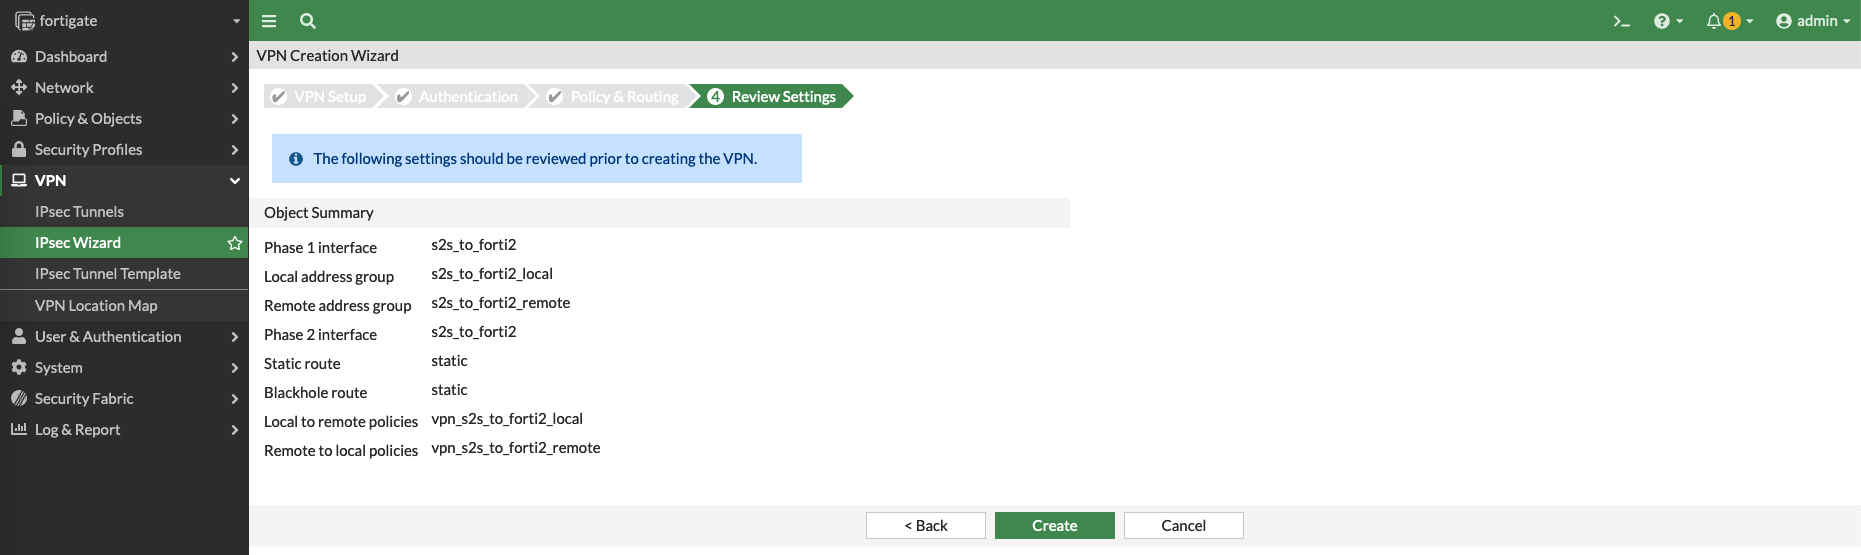 fortigate
Dashboard
Network
Policy & Objects
Security Profiles
VPN
IPsec Tunnels
IPsec Wizard
IPsec Tunnel Template
VPN Location Map
User & Authentication
System
Security Fabric
Log & Report
>_ ? 1 admin
VPN Creation Wizard
VPN Setup Authentication Policy & Routing 4 Review Settings
The following settings should be reviewed prior to creating the VPN.
Object Summary
Phase 1 interface s2s_to_forti2
Local address group s2s_to_forti2_local
Remote address group s2s_to_forti2_remote
Phase 2 interface s2s_to_forti2
Static route static
Blackhole route static
Local to remote policies vpn_s2s_to_forti2_local
Remote to local policies vpn_s2s_to_forti2_remote
< Back Create Cancel